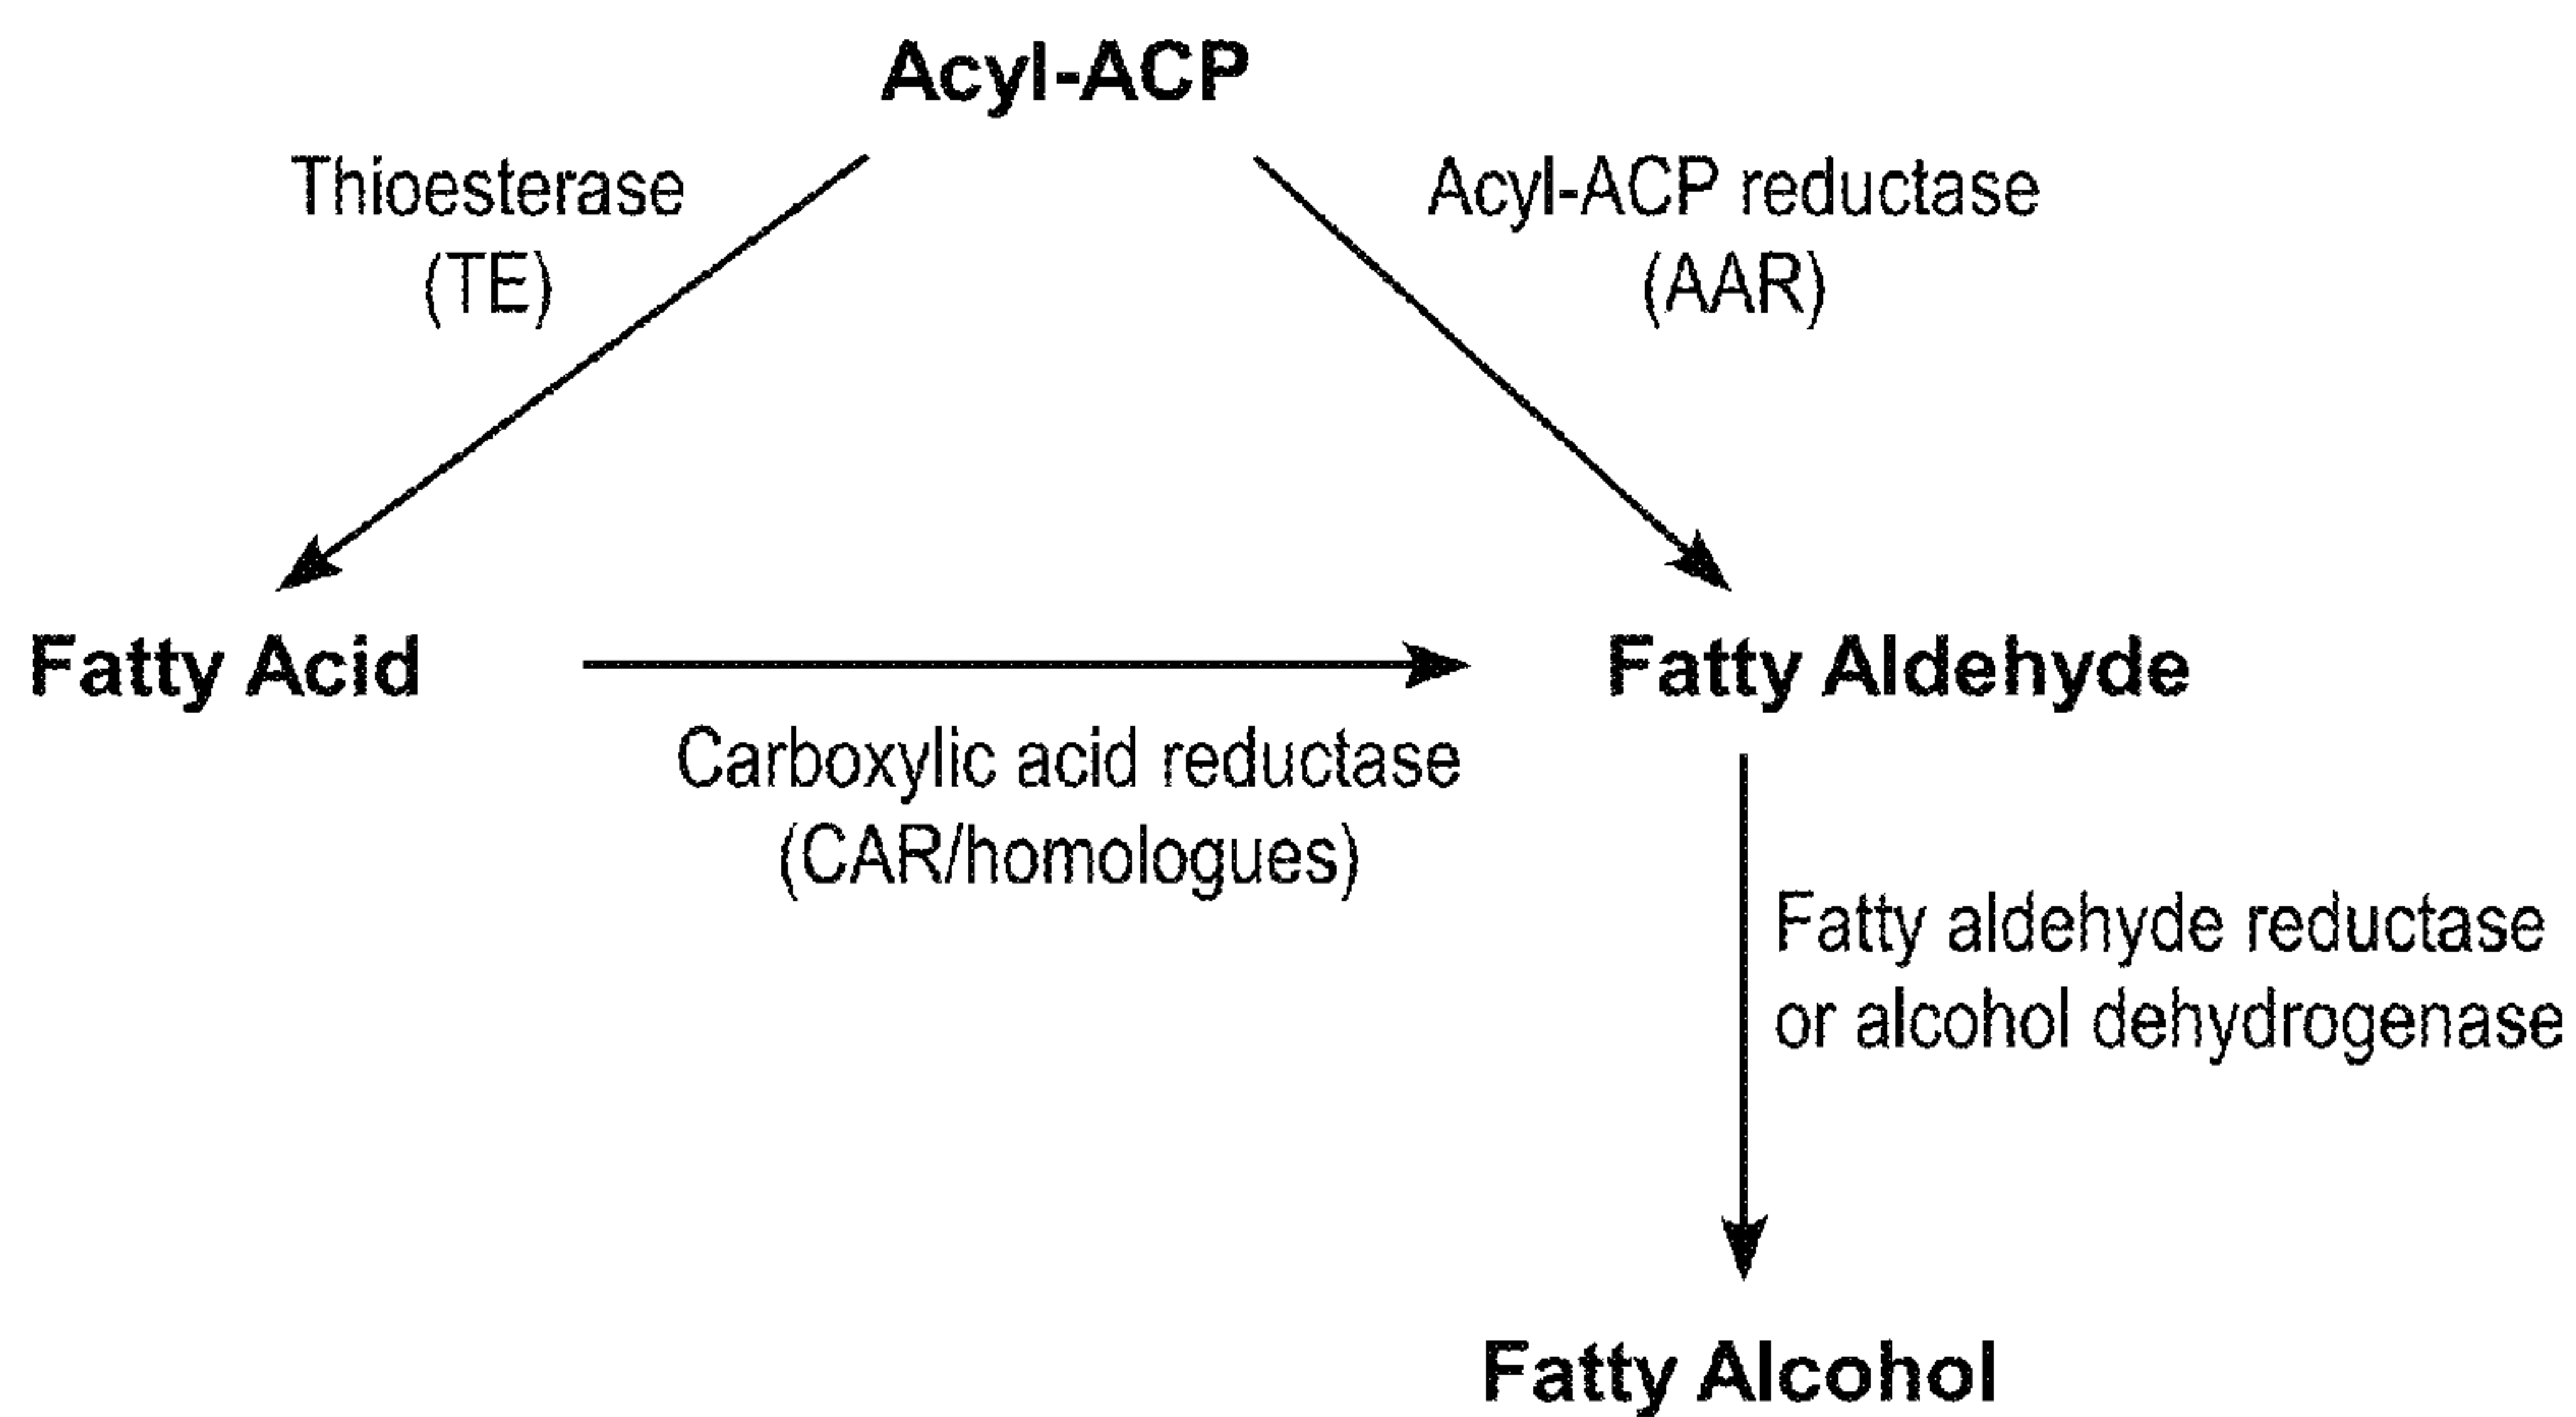 Acyl-ACP
Thioesterase
(TE)
Acyl-ACP reductase
(AAR)
Fatty Acid
Fatty Aldehyde
Carboxylic acid reductase
(CAR/homologues)
Fatty aldehyde reductase
or alcohol dehydrogenase
Fatty Alcohol